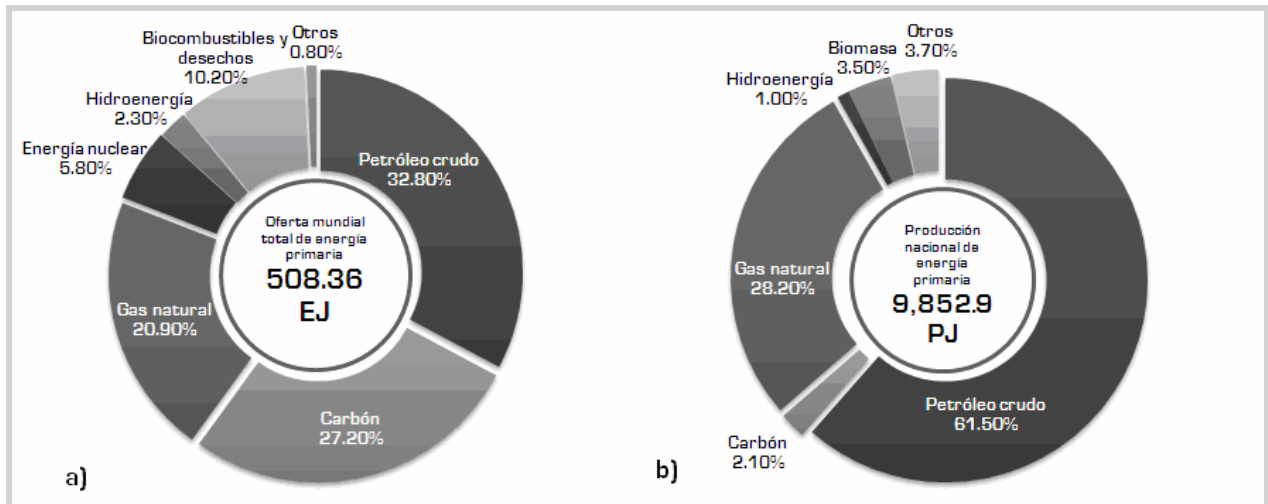 Biocombustibles y
desechos
10.20%
Otros
0.80%
Hidroenergía
2.30%
Energía nuclear
5.80%
Petróleo crudo
32.80%
Oferta mundial
total de energía
primaria
508.36
EJ
Gas natural
20.90%
Carbón
27.20%
a)
Otros
3.70%
Biomasa
3.50%
Hidroenergía
1.00%
Gas natural
28.20%
Producción
nacional de
energía
primaria
9,852.9
PJ
Petróleo crudo
61.50%
Carbón
2.10%
b)